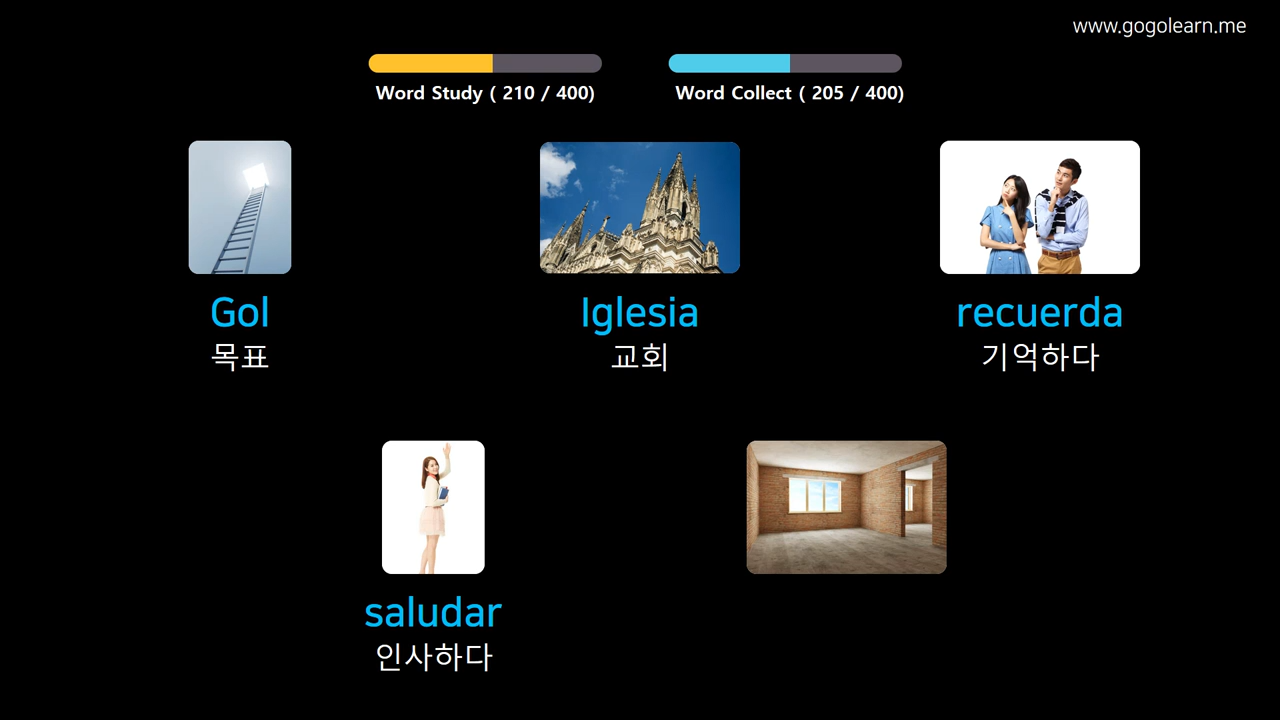 www.gogolearn.me
Word Study ( 210 / 400)
Word Collect ( 205 / 400)
Gol
목표
Iglesia
교회
recuerda
기억하다
saludar
인사하다